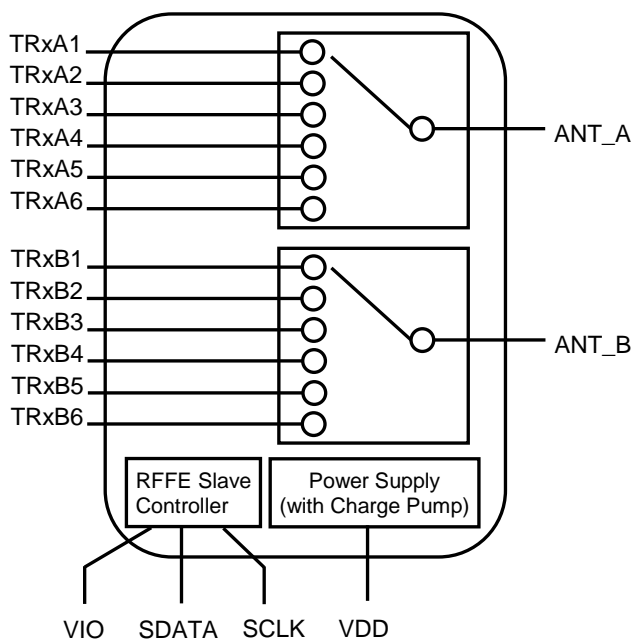 TRxA1
TRxA2
TRxA3
TRxA4
TRxA5
TRxA6
ANT_A
TRxB1
TRxB2
TRxB3
TRxB4
TRxB5
TRxB6
ANT_B
RFFE Slave
Controller
Power Supply
(with Charge Pump)
VIO
SDATA
SCLK
VDD